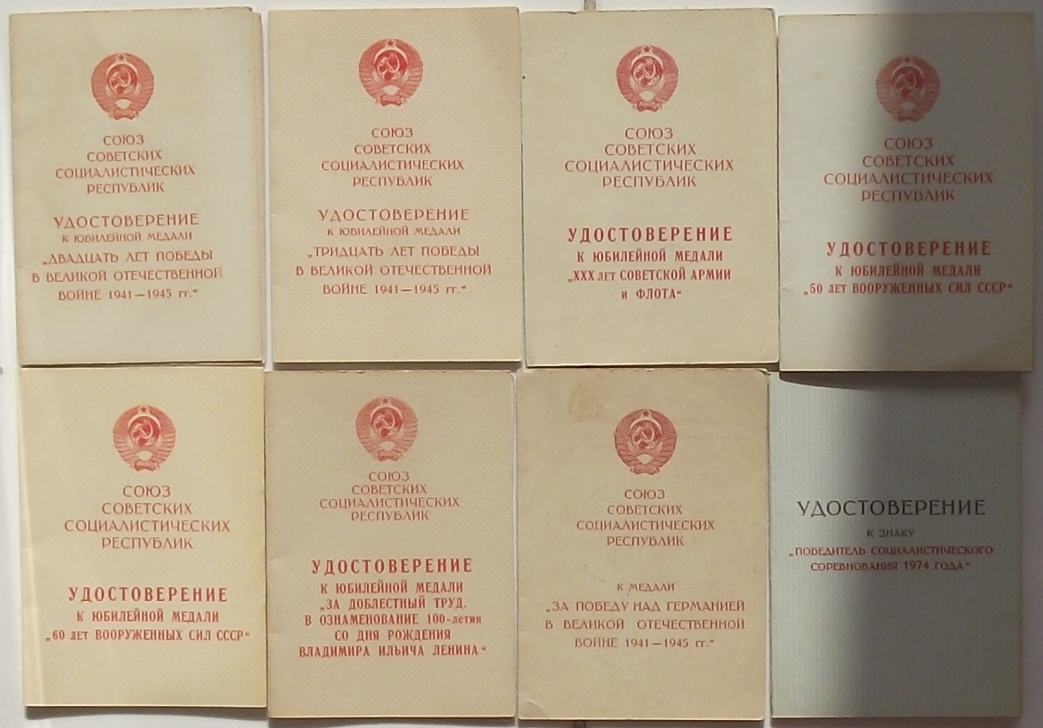 СОЮЗ
СОВЕТСКИХ
СОЦИАЛИСТИЧЕСКИХ
РЕСПУБЛИК
УДОСТОВЕРЕНИЕ
К ЮБИЛЕЙНОЙ МЕДАЛИ
„ДВАДЦАТЬ ЛЕТ ПОБЕДЫ
В ВЕЛИКОЙ ОТЕЧЕСТВЕННОЙ
ВОЙНЕ 1941—1945 гг.“
СОЮЗ
СОВЕТСКИХ
СОЦИАЛИСТИЧЕСКИХ
РЕСПУБЛИК
УДОСТОВЕРЕНИЕ
К ЮБИЛЕЙНОЙ МЕДАЛИ
„ТРИДЦАТЬ ЛЕТ ПОБЕДЫ
В ВЕЛИКОЙ ОТЕЧЕСТВЕННОЙ
ВОЙНЕ 1941—1945 гг.“
СОЮЗ
СОВЕТСКИХ
СОЦИАЛИСТИЧЕСКИХ
РЕСПУБЛИК
УДОСТОВЕРЕНИЕ
К ЮБИЛЕЙНОЙ МЕДАЛИ
„XXX лет СОВЕТСКОЙ АРМИИ
и ФЛОТА“
СОЮЗ
СОВЕТСКИХ
СОЦИАЛИСТИЧЕСКИХ
РЕСПУБЛИК
УДОСТОВЕРЕНИЕ
К ЮБИЛЕЙНОЙ МЕДАЛИ
„50 лет ВООРУЖЕННЫХ СИЛ СССР“
СОЮЗ
СОВЕТСКИХ
СОЦИАЛИСТИЧЕСКИХ
РЕСПУБЛИК
УДОСТОВЕРЕНИЕ
К ЮБИЛЕЙНОЙ МЕДАЛИ
„60 лет ВООРУЖЕННЫХ СИЛ СССР“
СОЮЗ
СОВЕТСКИХ
СОЦИАЛИСТИЧЕСКИХ
РЕСПУБЛИК
УДОСТОВЕРЕНИЕ
К ЮБИЛЕЙНОЙ МЕДАЛИ
„ЗА ДОБЛЕСТНЫЙ ТРУД.
В ОЗНАМЕНОВАНИЕ 100-летия
СО ДНЯ РОЖДЕНИЯ
ВЛАДИМИРА ИЛЬИЧА ЛЕНИНА“
СОЮЗ
СОВЕТСКИХ
СОЦИАЛИСТИЧЕСКИХ
РЕСПУБЛИК
К МЕДАЛИ
„ЗА ПОБЕДУ НАД ГЕРМАНИЕЙ
В ВЕЛИКОЙ ОТЕЧЕСТВЕННОЙ
ВОЙНЕ 1941—1945 гг.“
УДОСТОВЕРЕНИЕ
К ЗНАКУ
„ПОБЕДИТЕЛЬ СОЦИАЛИСТИЧЕСКОГО
СОРЕВНОВАНИЯ 1974 ГОДА“